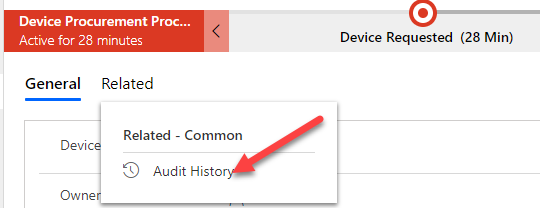 Device Procurement Proc...
Active for 28 minutes
Device Requested (28 Min)
General Related
Related - Common
Device
Audit History
Owner